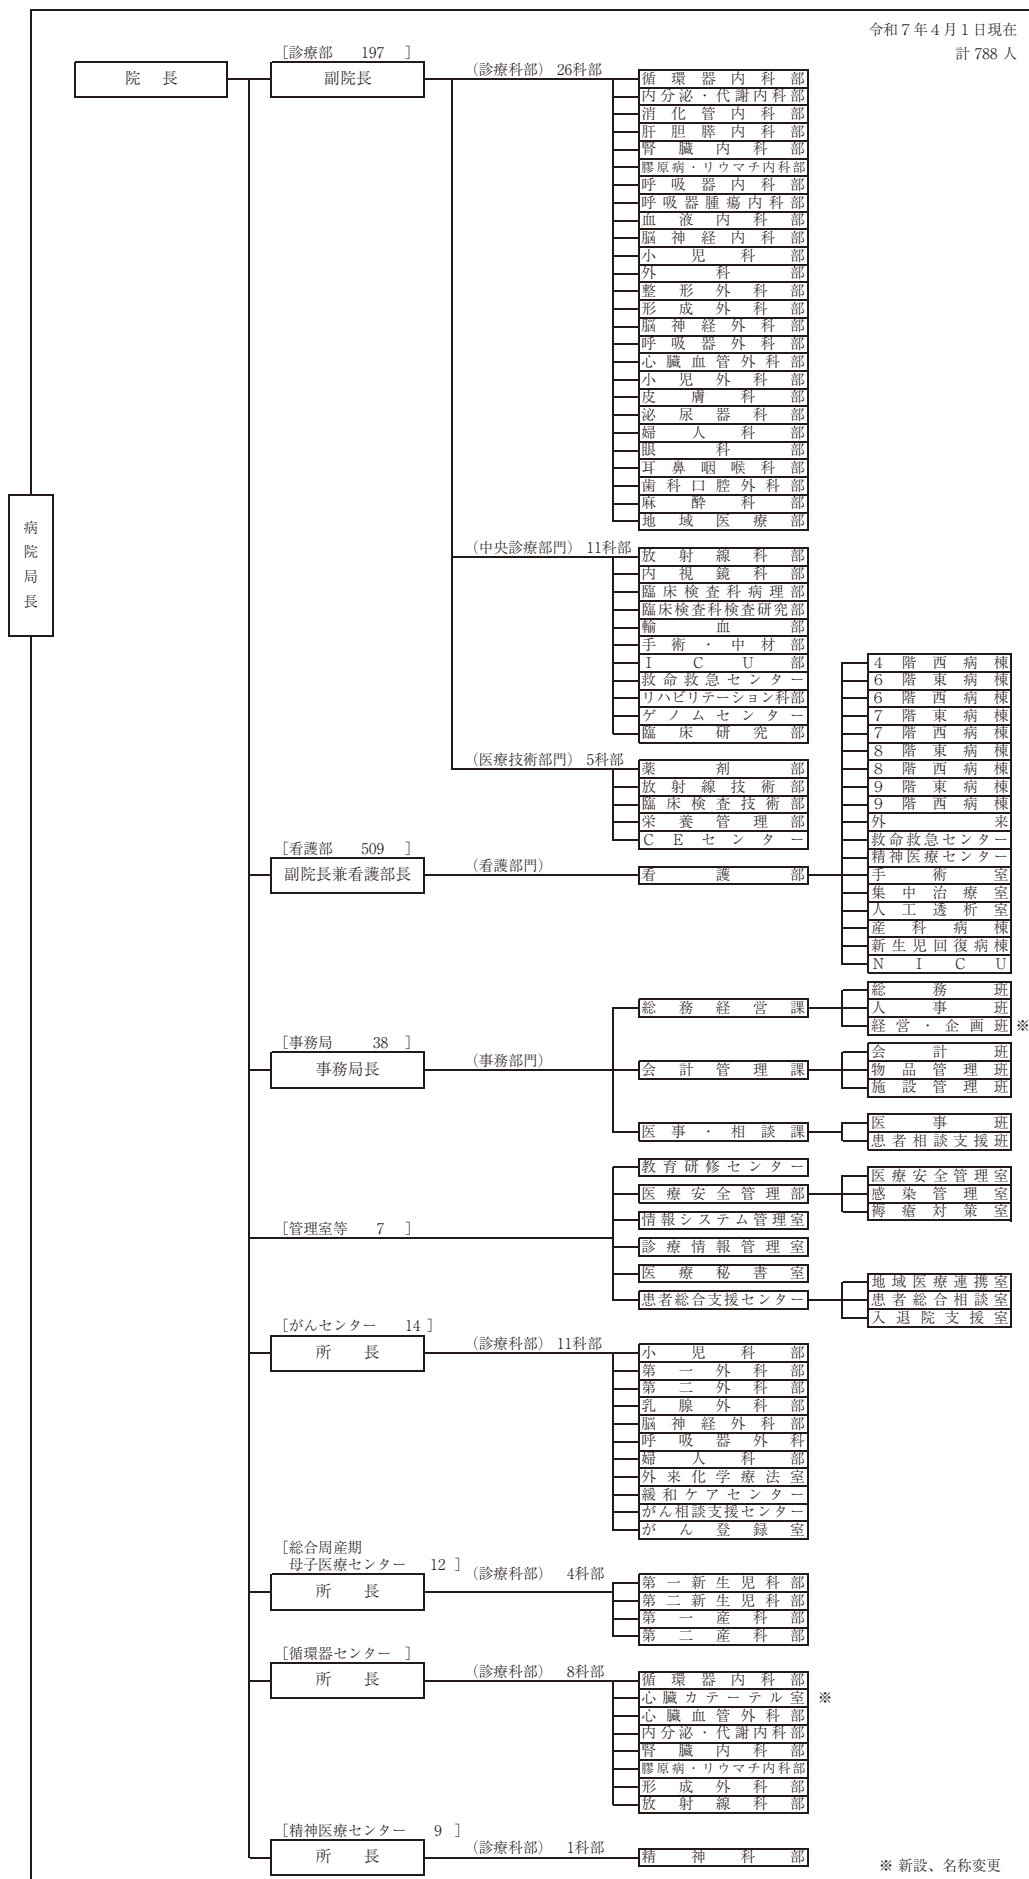 令和７年４月１日現在
計 788 人
病院局長
院長
［診療部 197 ］
副院長
（診療科部） 26科部
循環器内科部
内分泌・代謝内科部
消化管内科部
肝胆膵内科部
腎臓内科部
膠原病・リウマチ内科部
呼吸器内科部
呼吸器腫瘍内科部
血液内科部
脳神経内科部
小児科部
外科部
整形外科部
形成外科部
脳神経外科部
呼吸器外科部
心臓血管外科部
小児外科部
皮膚科部
泌尿器科部
婦人科部
眼科部
耳鼻咽喉科部
歯科口腔外科部
麻酔科部
地域医療部
（中央診療部門） 11科部
放射線科部
内視鏡科部
臨床検査科病理部
臨床検査科検査研究部
輸血部
手術・中材部
ＩＣＵ部
救命救急センター
リハビリテーション科部
ゲノムセンター
臨床研究部
（医療技術部門） 5科部
薬剤部
放射線技術部
臨床検査技術部
栄養管理部
ＣＥセンター
［看護部 509 ］
副院長兼看護部長
（看護部門）
看護部
４階西病棟
６階東病棟
６階西病棟
７階東病棟
７階西病棟
８階東病棟
８階西病棟
９階東病棟
９階西病棟
外来
救命救急センター
精神医療センター
手術室
集中治療室
人工透析室
産科病棟
新生児回復病棟
ＮＩＣＵ
［事務局 38 ］
事務局長
（事務部門）
総務経営課
総務班
人事班
経営・企画班 ※
会計管理課
会計班
物品管理班
施設管理班
医事・相談課
医事班
患者相談支援班
［管理室等 7 ］
教育研修センター
医療安全管理部
医療安全管理室
感染管理室
褥瘡対策室
情報システム管理室
診療情報管理室
医療秘書室
患者総合支援センター
地域医療連携室
患者総合相談室
入退院支援室
［がんセンター 14 ］
所長
（診療科部） 11科部
小児科部
第一外科部
第二外科部
乳腺外科部
脳神経外科部
呼吸器外科
婦人科部
外来化学療法室
緩和ケアセンター
がん相談支援センター
がん登録室
［総合周産期
母子医療センター 12 ］
所長
（診療科部） 4科部
第一新生児科部
第二新生児科部
第一産科部
第二産科部
［循環器センター ］
所長
（診療科部） 8科部
循環器内科部
心臓カテーテル室 ※
心臓血管外科部
内分泌・代謝内科部
腎臓内科部
膠原病・リウマチ内科部
形成外科部
放射線科部
［精神医療センター 9 ］
所長
（診療科部） 1科部
精神科部
※ 新設、名称変更